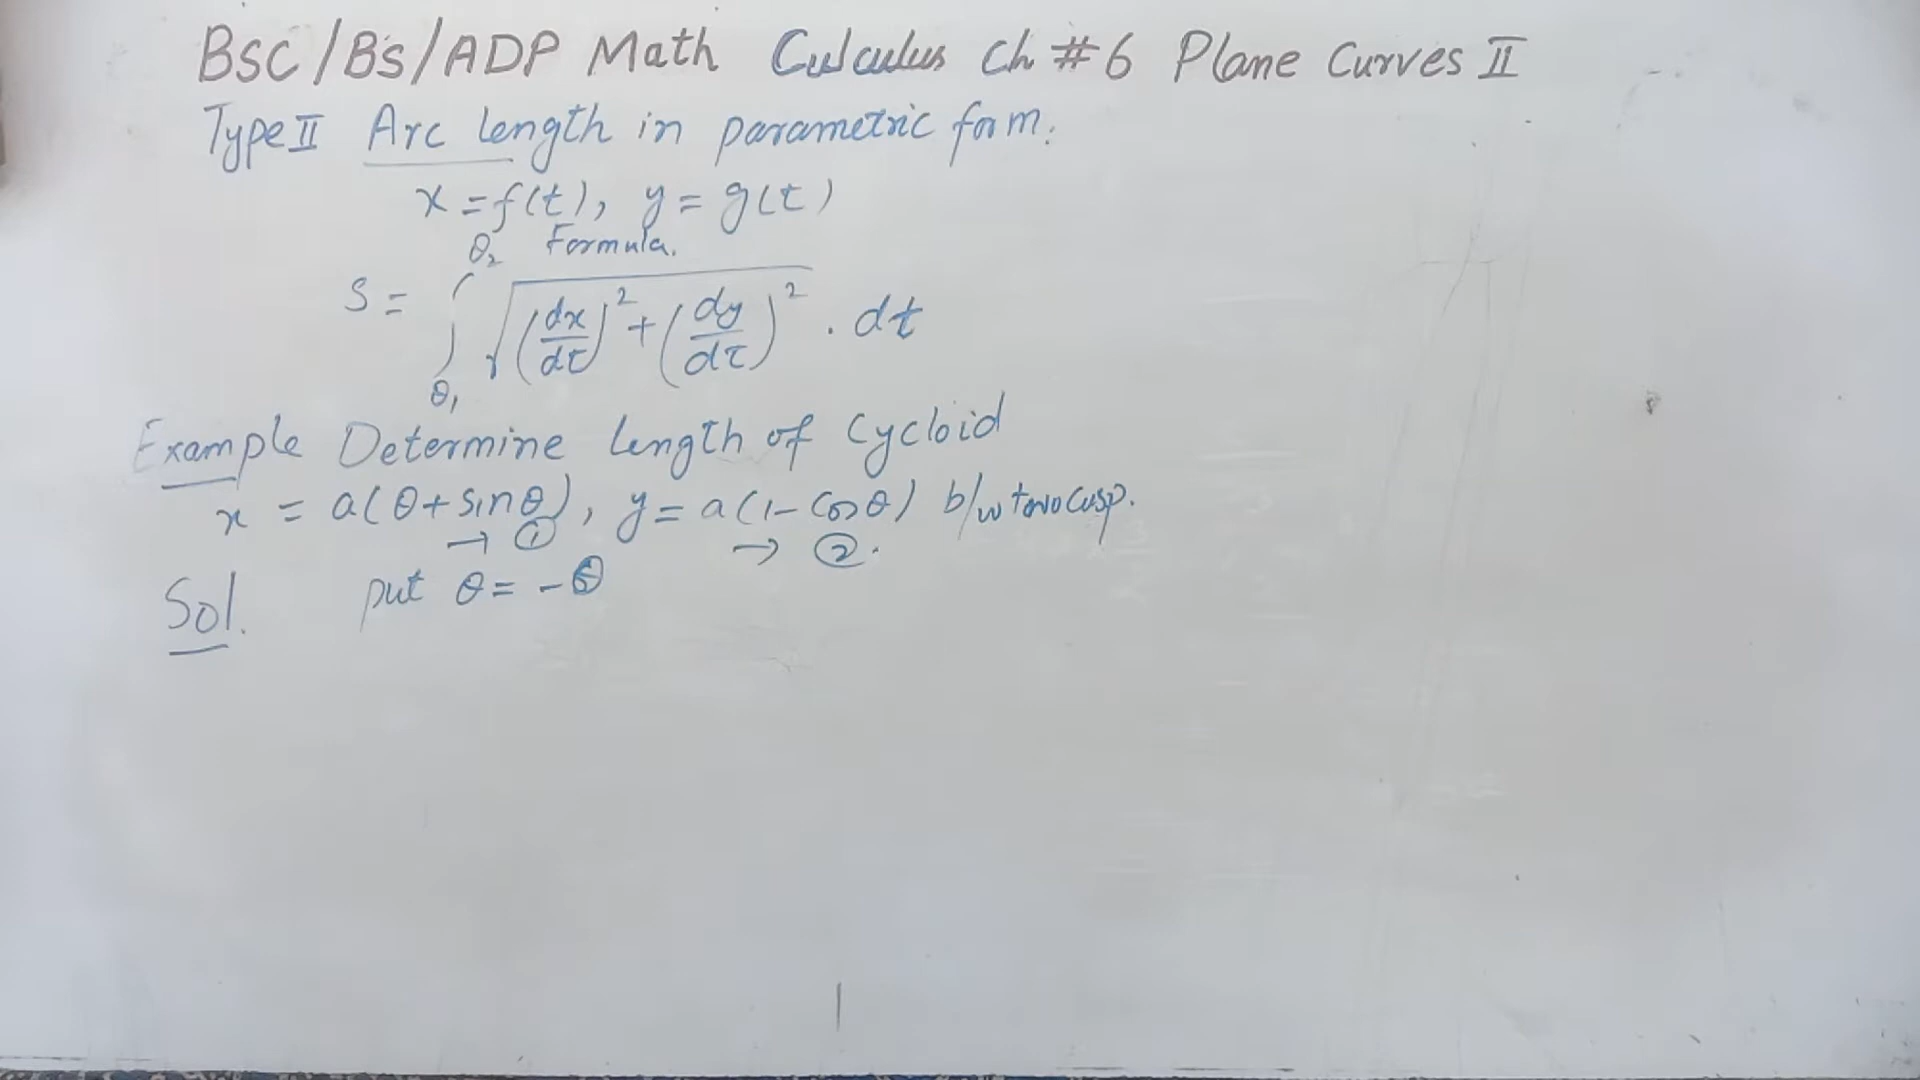 BSC/BS/ADP Math Calculus Ch #6 Plane Curves II
Type II Arc length in parametric form.
x = f(t), y = g(t)
Formula.
S = ∫_{θ₁}^{θ₂} √((dx/dt)² + (dy/dt)²) . dt
Example Determine length of Cycloid
x = a(θ+sinθ), y = a(1-Cosθ) b/w two Cusp.
→ ① → ②.
Sol. put θ = -θ